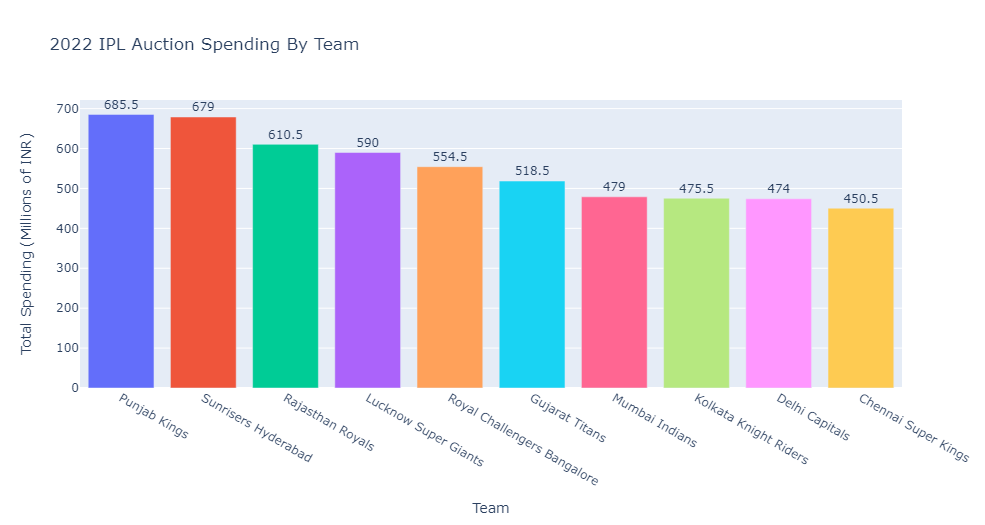 2022 IPL Auction Spending By Team
Total Spending (Millions of INR)
700
600
500
400
300
200
100
0
685.5
679
610.5
590
554.5
518.5
479
475.5
474
450.5
Punjab Kings
Sunrisers Hyderabad
Rajasthan Royals
Lucknow Super Giants
Royal Challengers Bangalore
Gujarat Titans
Mumbai Indians
Kolkata Knight Riders
Delhi Capitals
Chennai Super Kings
Team